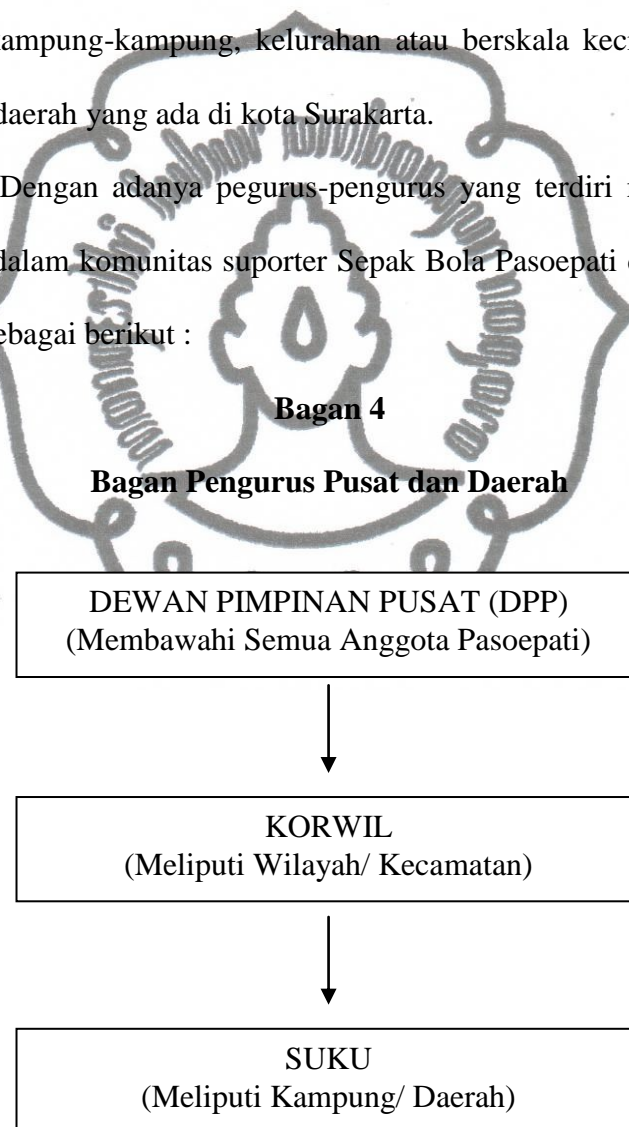 kampung-kampung, kelurahan atau berskala keci
daerah yang ada di kota Surakarta.
Dengan adanya pegurus-pengurus yang terdiri
dalam komunitas suporter Sepak Bola Pasoepati
sebagai berikut :
Bagan 4
Bagan Pengurus Pusat dan Daerah
DEWAN PIMPINAN PUSAT (DPP)
(Membawahi Semua Anggota Pasoepati)
KORWIL
(Meliputi Wilayah/ Kecamatan)
SUKU
(Meliputi Kampung/ Daerah)